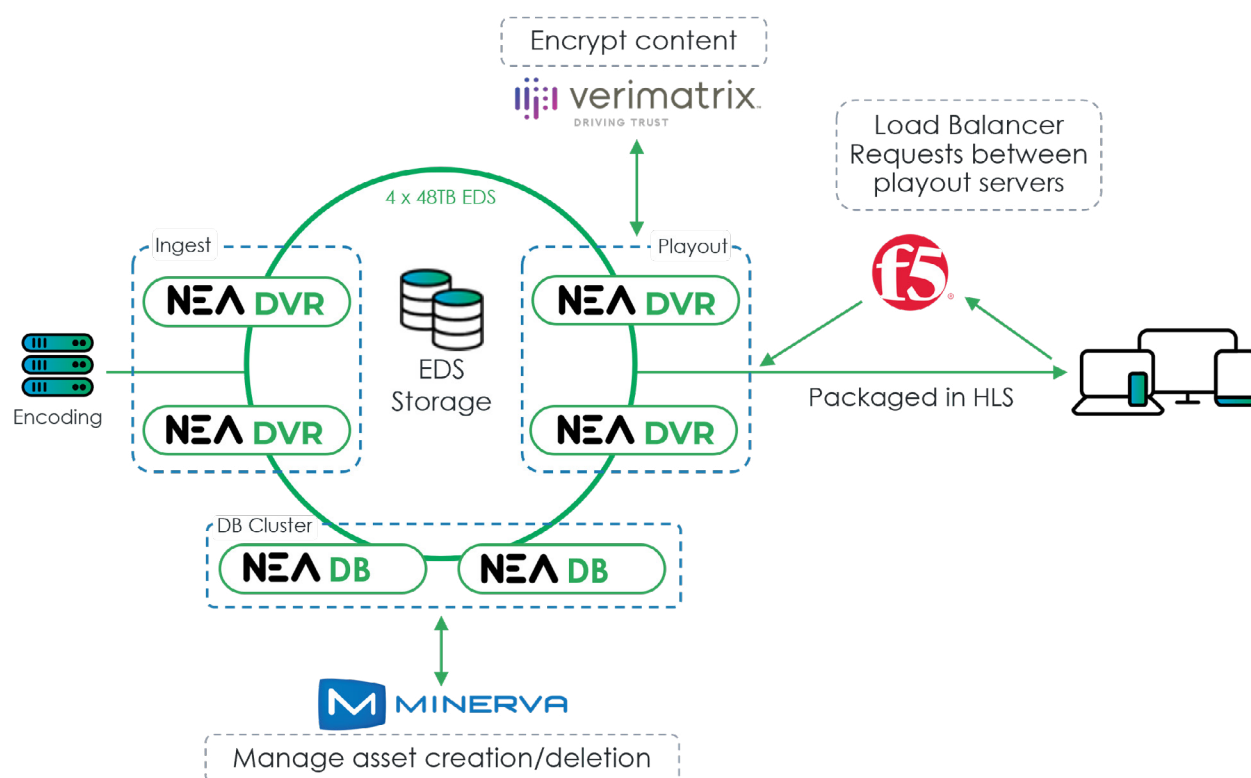 Encrypt content
verimatrix™
DRIVING TRUST
Load Balancer
Requests between
playout servers
4 x 48TB EDS
Ingest
Playout
NEA DVR
NEA DVR
f5®
EDS
Storage
Encoding
Packaged in HLS
NEA DVR
NEA DVR
DB Cluster
NEA DB
NEA DB
M MINERVA
Manage asset creation/deletion